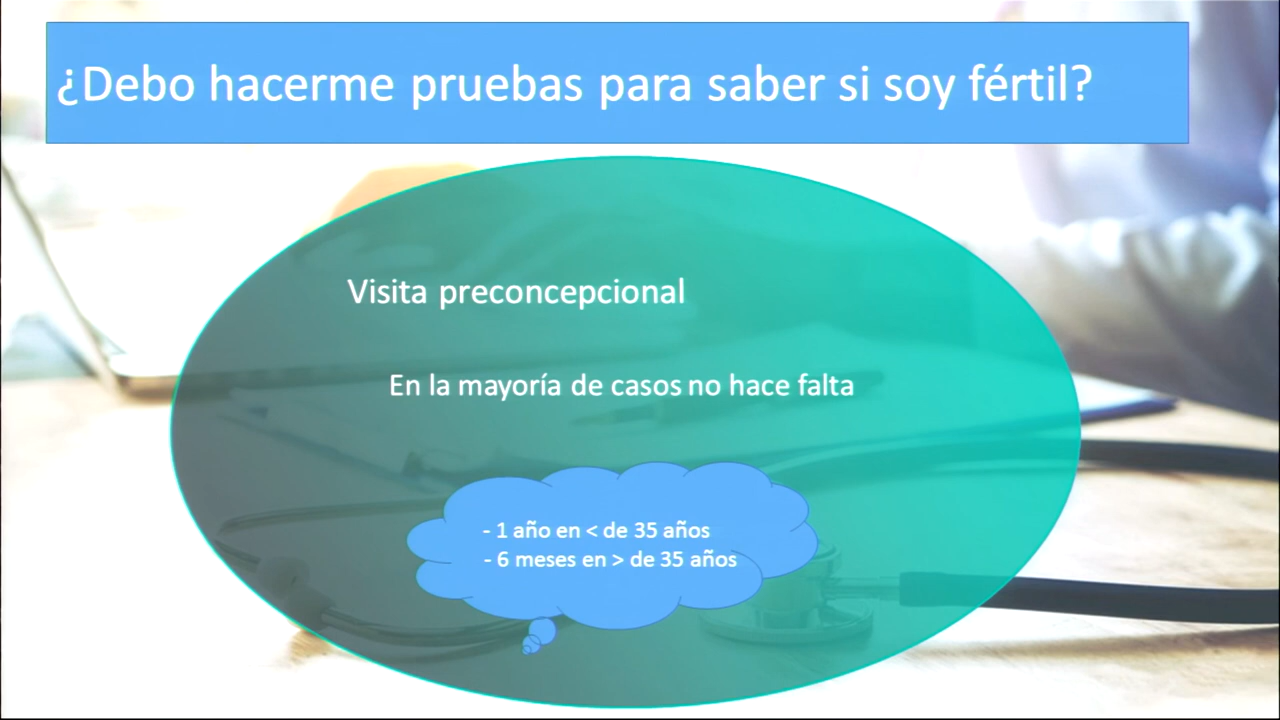 ¿Debo hacerme pruebas para saber si soy fértil?
Visita preconcepcional
En la mayoría de casos no hace falta
- 1 año en < de 35 años
- 6 meses en > de 35 años